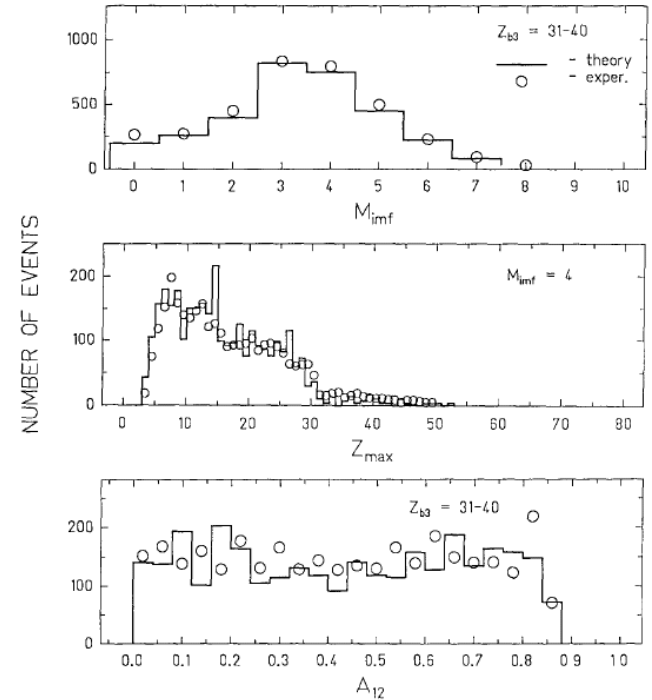 1000
500
0
Z_b3 = 31-40
- theory
- exper.
0 1 2 3 4 5 6 7 8 9 10
M_imf
NUMBER OF EVENTS
200
100
0
M_imf = 4
0 10 20 30 40 50 60 70 80
Z_max
200
100
0
Z_b3 = 31-40
0.0 0.1 0.2 0.3 0.4 0.5 0.6 0.7 0.8 0 9 1.0
A_12